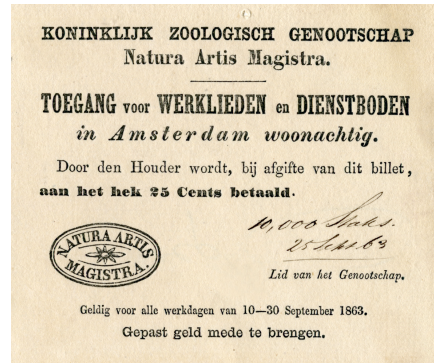 KONINKLIJK ZOOLOGISCH GENOOTSCHAP
Natura Artis Magistra.
TOEGANG voor WERKLIEDEN en DIENSTBODEN
in Amsterdam woonachtig.
Door den Houder wordt, bij afgifte van dit billet,
aan het hek 25 Cents betaald.
10,000 Stuks.
25 Sept. 63
NATURA ARTIS
MAGISTRA.
Lid van het Genootschap.
Geldig voor alle werkdagen van 10—30 September 1863.
Gepast geld mede te brengen.